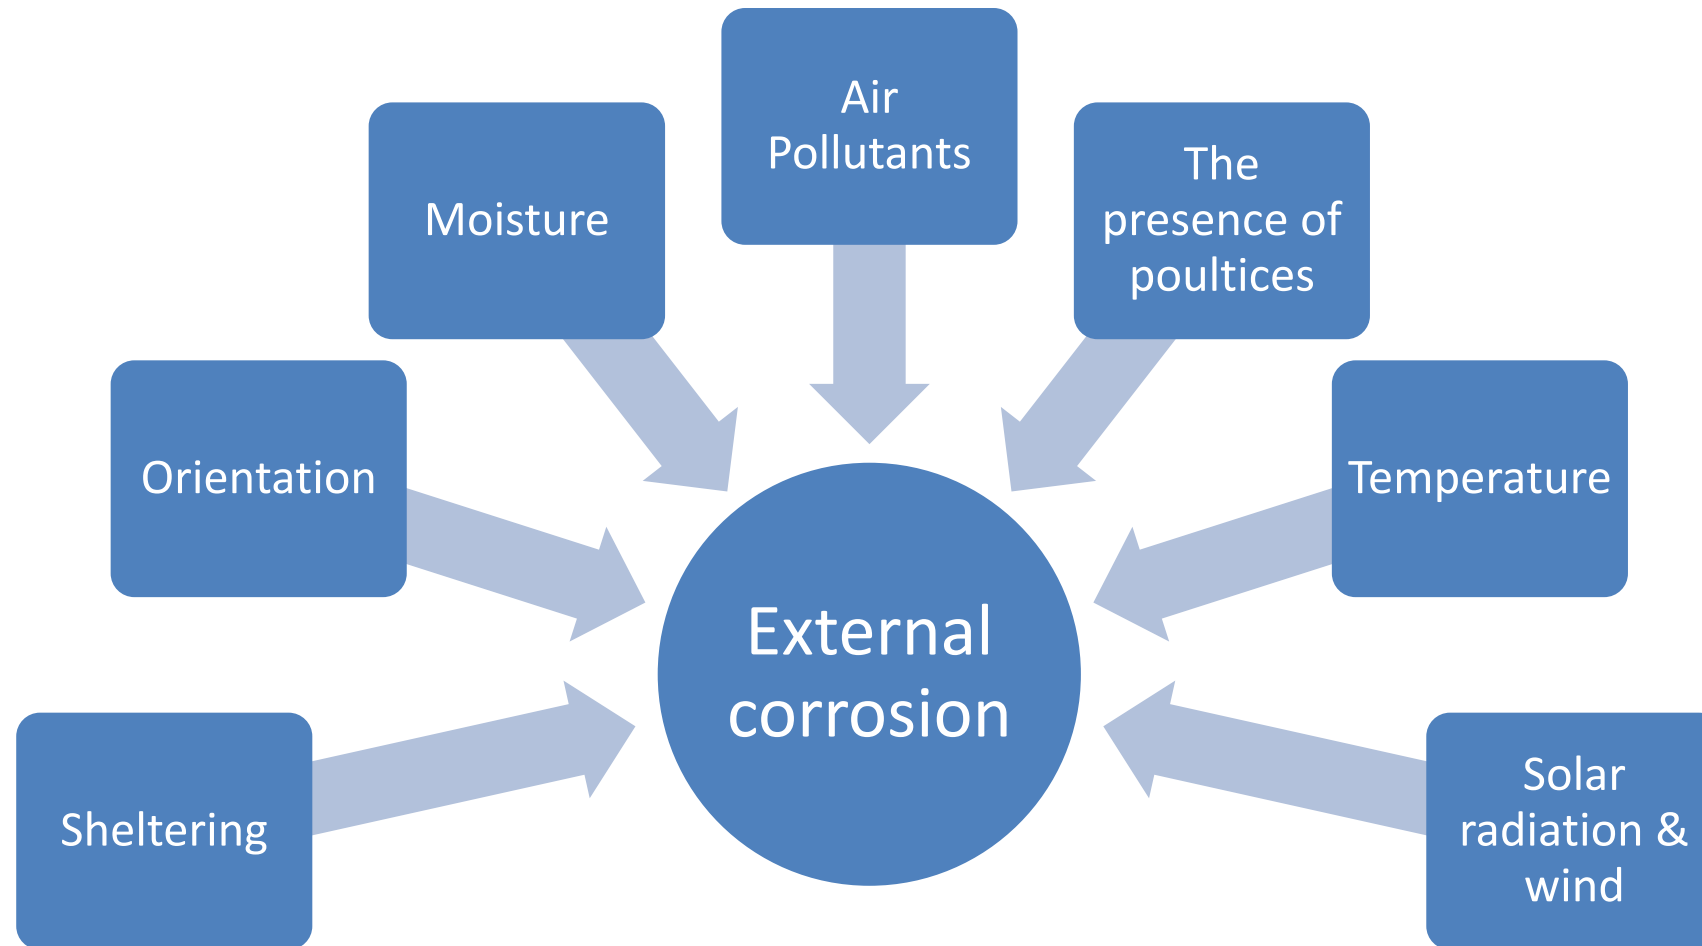 Air
Pollutants
Moisture
The
presence of
poultices
Orientation
Temperature
External
corrosion
Sheltering
Solar
radiation &
wind